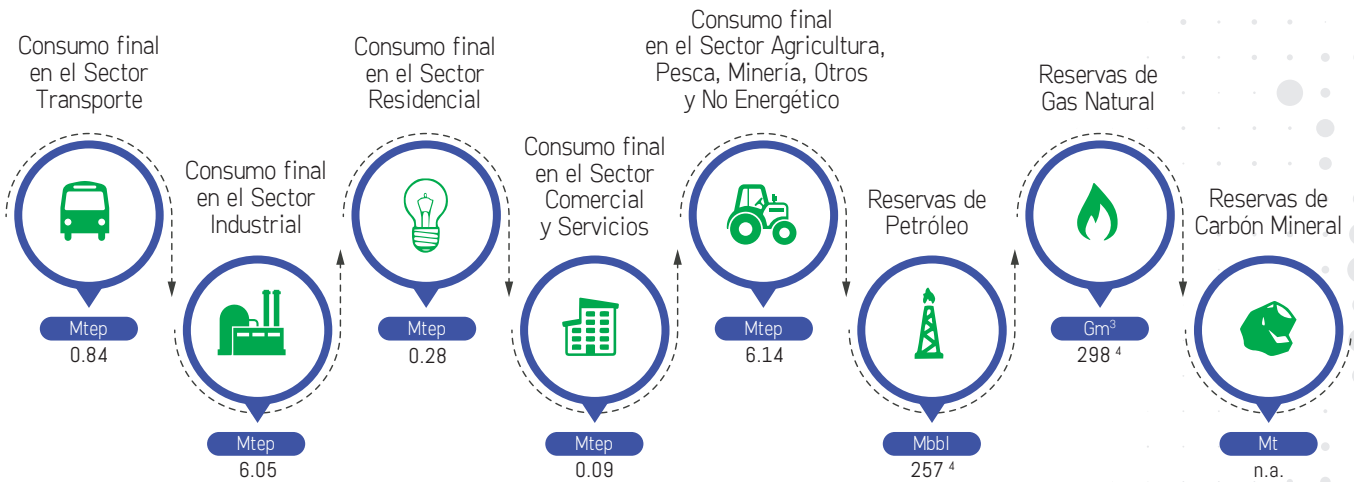 Consumo final
en el Sector
Transporte
Mtep
0.84
Consumo final
en el Sector
Industrial
Mtep
6.05
Consumo final
en el Sector
Residencial
Mtep
0.28
Consumo final
en el Sector
Comercial
y Servicios
Mtep
0.09
Consumo final
en el Sector Agricultura,
Pesca, Minería, Otros
y No Energético
Mtep
6.14
Reservas de
Petróleo
Mbbl
257 ⁴
Reservas de
Gas Natural
Gm³
298 ⁴
Reservas de
Carbón Mineral
Mt
n.a.